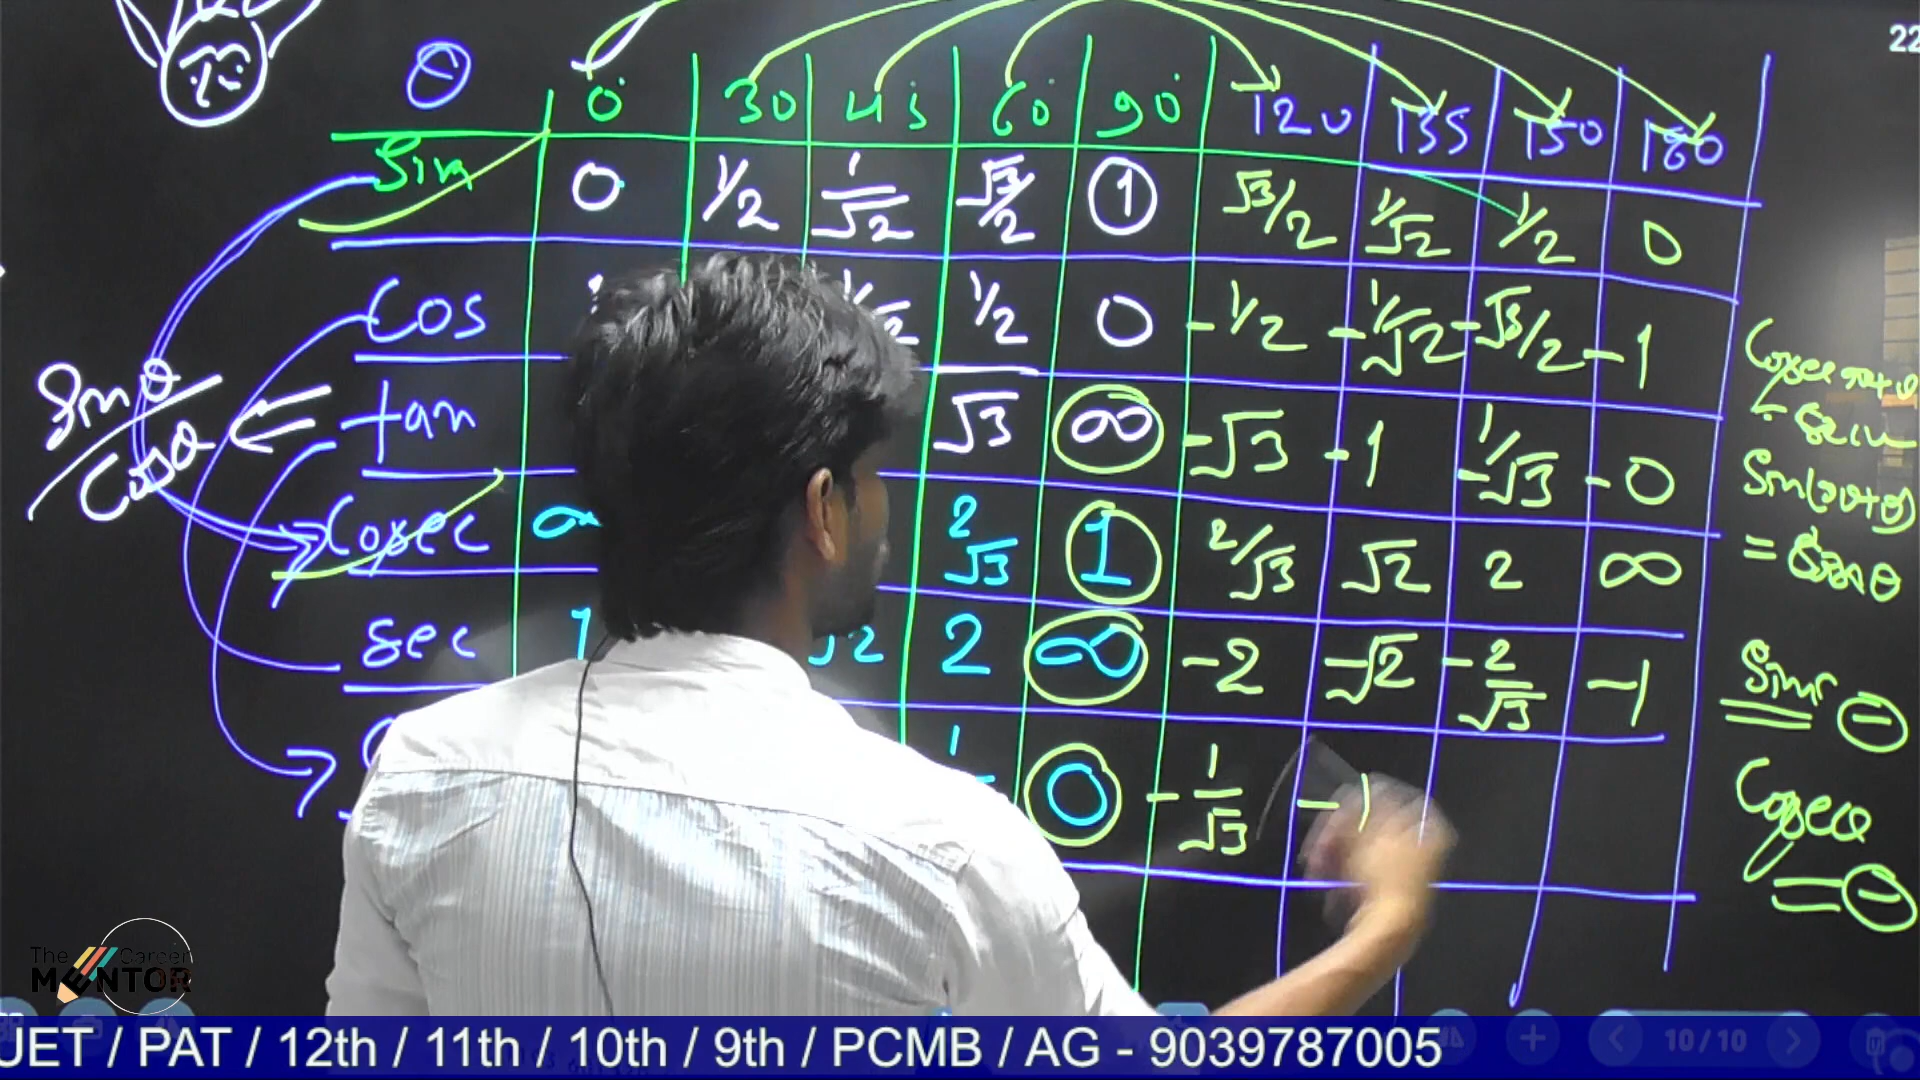 22
θ 0° 30 45 60° 90° 120 135 150 180
Sin 0 1/2 1/√2 √3/2 1 √3/2 1/√2 1/2 0
Cos 1/2 0 -1/2 -1/√2 -√3/2 -1
Sinθ/Cosθ
tan √3 ∞ -√3 -1 -1/√3 -0
Cosec ∞ 2/√3 1 2/√3 √2 2 ∞
sec 1 √2 2 ∞ -2 -√2 -2/√3 -1
1 0 -1/√3 -1
Sin
= θ
⊖
Cosec
= ⊖
The Career
MENTOR
JET / PAT / 12th / 11th / 10th / 9th / PCMB / AG - 9039787005
10/10